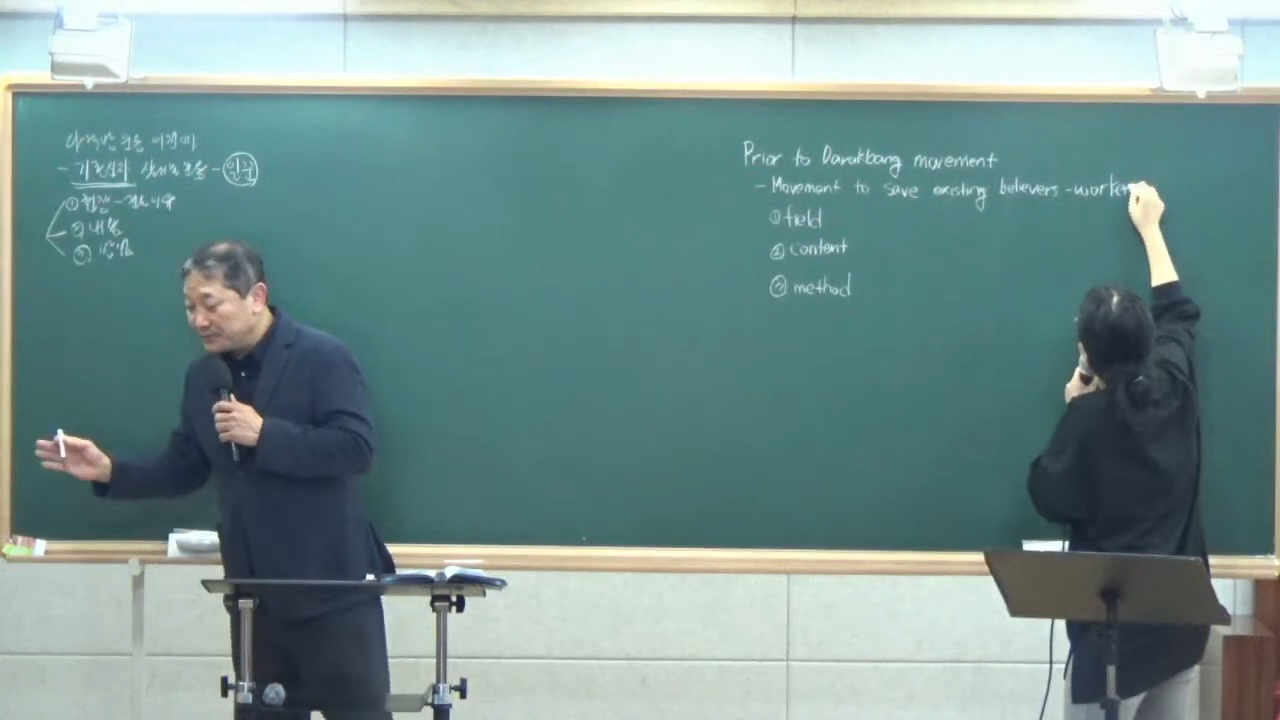 다락방 운동 이전에
- 기존신자 살리는 운동 - 일꾼
① 현장 -
② 내용
③ 방법
Prior to Darakbang movement
- Movement to save existing believers - worker
① field
② content
③ method